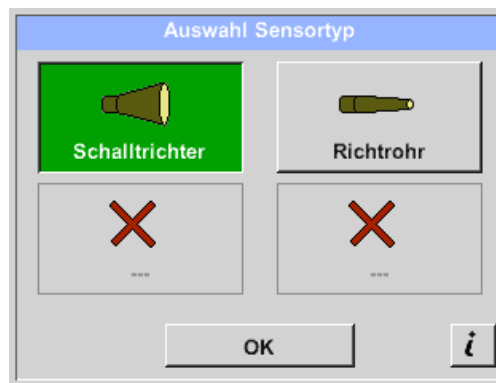 Auswahl Sensortyp
Schalltrichter
Richtrohr
---
---
OK
i